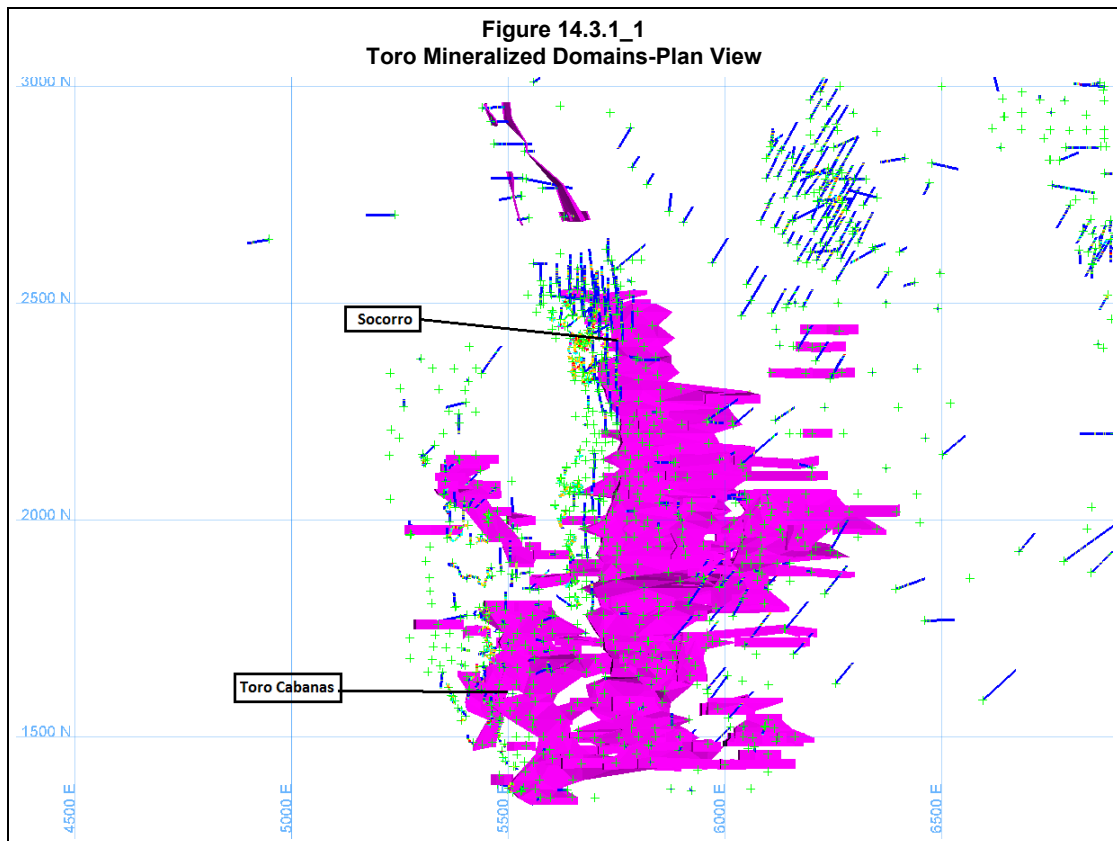 Figure 14.3.1_1
Toro Mineralized Domains-Plan View
3000 N
2500 N
Socorro
2000 N
Toro Cabanas
1500 N
4500 E
5000 E
5500 E
6000 E
6500 E